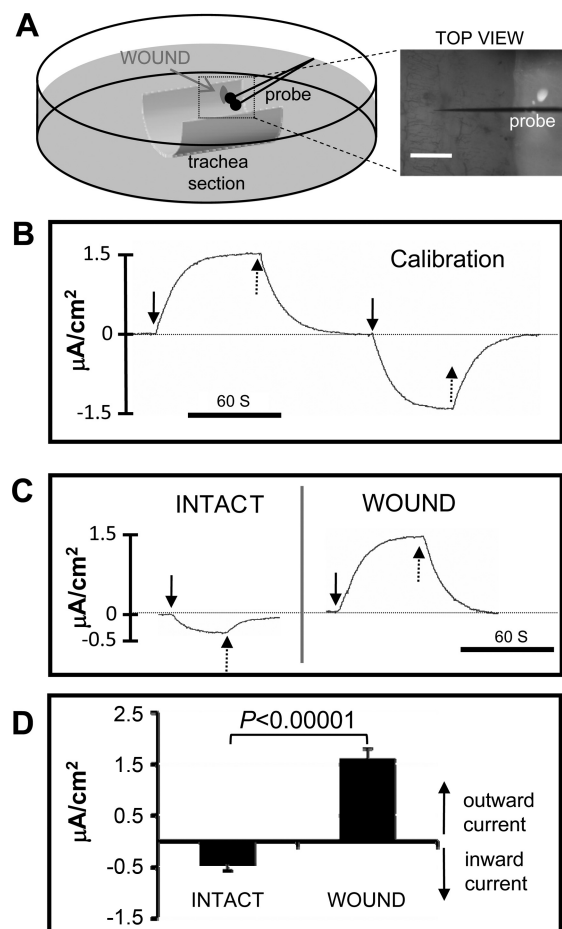 A
WOUND
probe
trachea
section
TOP VIEW
probe
B
Calibration
μA/cm²
1.5
0
-1.5
60 S
C
INTACT
WOUND
μA/cm²
1.5
0
-0.5
60 S
D
μA/cm²
2.5
1.5
0.5
-0.5
-1.5
P<0.00001
INTACT
WOUND
outward
current
inward
current